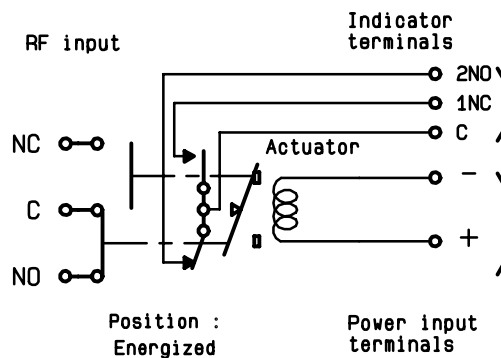 RF input
Indicator
terminals
2NO
1NC
C
Actuator
NC
C
NO
-
+
Position :
Energized
Power input
terminals